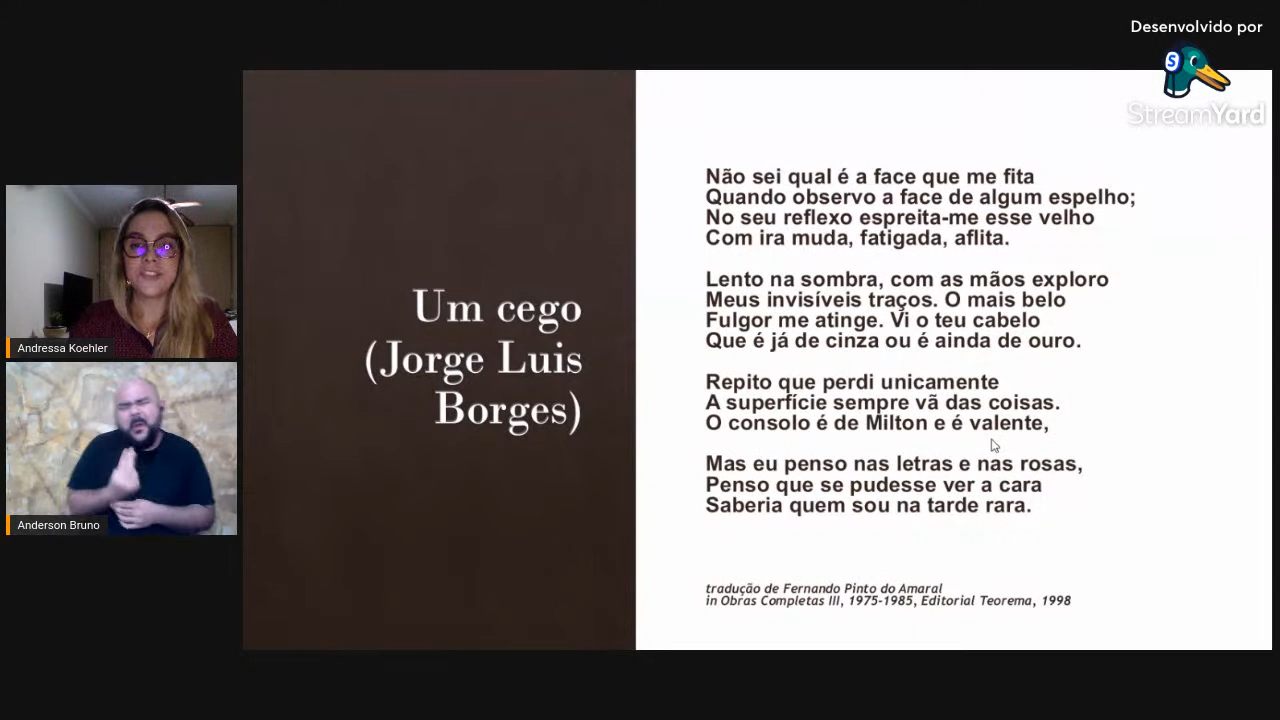 Desenvolvido por
StreamYard
Andressa Koehler
Anderson Bruno
Um cego
(Jorge Luis
Borges)
Não sei qual é a face que me fita
Quando observo a face de algum espelho;
No seu reflexo espreita-me esse velho
Com ira muda, fatigada, aflita.
Lento na sombra, com as mãos exploro
Meus invisíveis traços. O mais belo
Fulgor me atinge. Vi o teu cabelo
Que é já de cinza ou é ainda de ouro.
Repito que perdi unicamente
A superfície sempre vã das coisas.
O consolo é de Milton e é valente,
Mas eu penso nas letras e nas rosas,
Penso que se pudesse ver a cara
Saberia quem sou na tarde rara.
tradução de Fernando Pinto do Amaral
in Obras Completas III, 1975-1985, Editorial Teorema, 1998